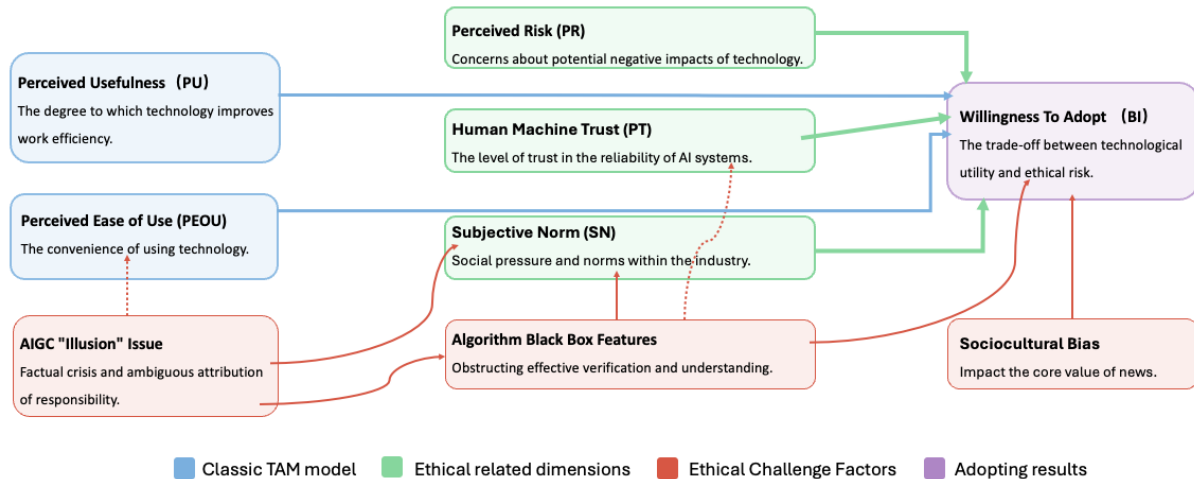 Perceived Risk (PR)
Concerns about potential negative impacts of technology.
Perceived Usefulness（PU）
The degree to which technology improves
work efficiency.
Human Machine Trust (PT)
The level of trust in the reliability of AI systems.
Willingness To Adopt （BI）
The trade-off between technological
utility and ethical risk.
Perceived Ease of Use (PEOU)
The convenience of using technology.
Subjective Norm (SN)
Social pressure and norms within the industry.
AIGC "Illusion" Issue
Factual crisis and ambiguous attribution
of responsibility.
Algorithm Black Box Features
Obstructing effective verification and understanding.
Sociocultural Bias
Impact the core value of news.
Classic TAM model
Ethical related dimensions
Ethical Challenge Factors
Adopting results